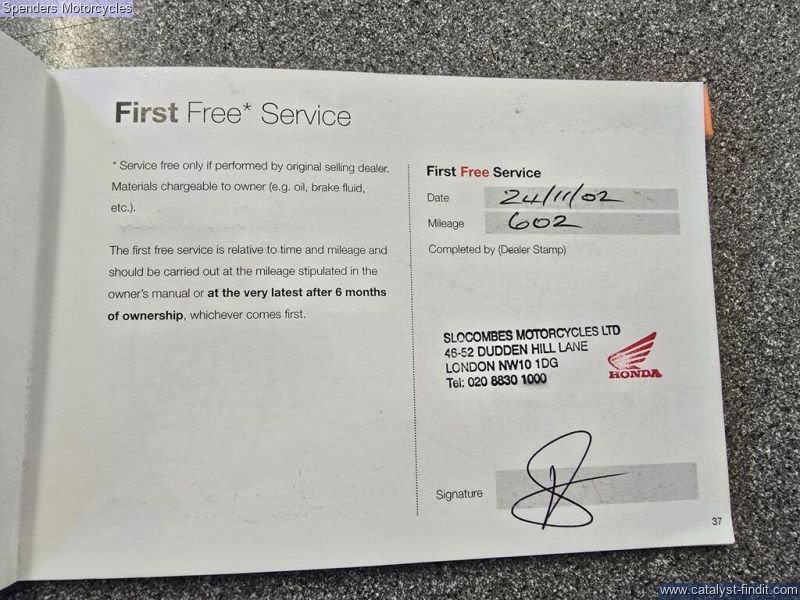 Spenders Motorcycles
First Free* Service
* Service free only if performed by original selling dealer.
Materials chargeable to owner (e.g. oil, brake fluid,
etc.).
The first free service is relative to time and mileage and
should be carried out at the mileage stipulated in the
owner's manual or at the very latest after 6 months
of ownership, whichever comes first.
First Free Service
Date 24/11/02
Mileage 602
Completed by (Dealer Stamp)
SLOCOMBES MOTORCYCLES LTD
46-52 DUDDEN HILL LANE
LONDON NW10 1DG
Tel: 020 8830 1000
HONDA
Signature
37
www.catalyst-findit.com